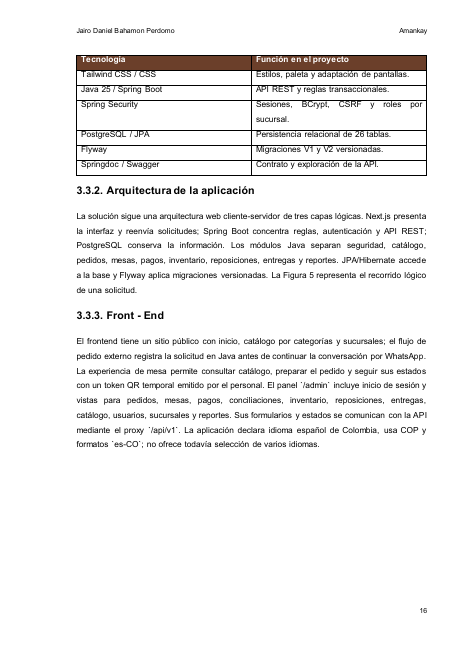 Jairo Daniel Bahamon Perdomo Amankay
Tecnología Función en el proyecto
Tailwind CSS / CSS Estilos, paleta y adaptación de pantallas.
Java 25 / Spring Boot API REST y reglas transaccionales.
Spring Security Sesiones, BCrypt, CSRF y roles por
sucursal.
PostgreSQL / JPA Persistencia relacional de 26 tablas.
Flyway Migraciones V1 y V2 versionadas.
Springdoc / Swagger Contrato y exploración de la API.
3.3.2. Arquitectura de la aplicación
La solución sigue una arquitectura web cliente-servidor de tres capas lógicas. Next.js presenta
la interfaz y reenvía solicitudes; Spring Boot concentra reglas, autenticación y API REST;
PostgreSQL conserva la información. Los módulos Java separan seguridad, catálogo,
pedidos, mesas, pagos, inventario, reposiciones, entregas y reportes. JPA/Hibernate accede
a la base y Flyway aplica migraciones versionadas. La Figura 5 representa el recorrido lógico
de una solicitud.
3.3.3. Front - End
El frontend tiene un sitio público con inicio, catálogo por categorías y sucursales; el flujo de
pedido externo registra la solicitud en Java antes de continuar la conversación por WhatsApp.
La experiencia de mesa permite consultar catálogo, preparar el pedido y seguir sus estados
con un token QR temporal emitido por el personal. El panel `/admin` incluye inicio de sesión y
vistas para pedidos, mesas, pagos, conciliaciones, inventario, reposiciones, entregas,
catálogo, usuarios, sucursales y reportes. Sus formularios y estados se comunican con la API
mediante el proxy `/api/v1`. La aplicación declara idioma español de Colombia, usa COP y
formatos `es-CO`; no ofrece todavía selección de varios idiomas.
16